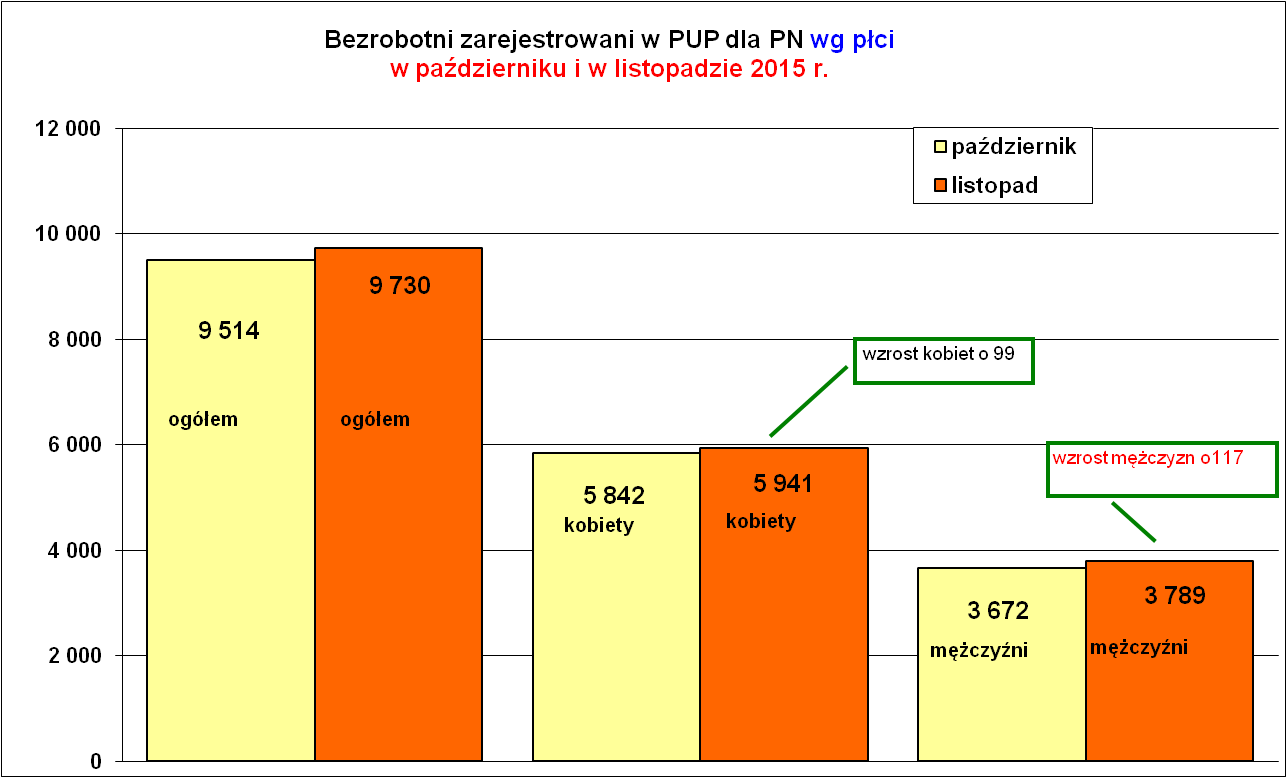 Bezrobotni zarejestrowani w PUP dla PN wg płci
w październiku i w listopadzie 2015 r.
12 000
październik
listopad
10 000
9 514
9 730
8 000
wzrost kobiet o 99
ogółem
ogółem
6 000
wzrost mężczyzn o117
5 842
5 941
kobiety
kobiety
4 000
3 672
3 789
mężczyźni
mężczyźni
2 000
0